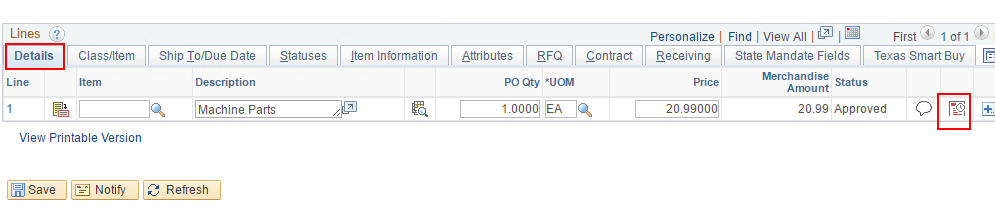 Lines ?
Personalize | Find | View All | | First 1 of 1
Details Class/Item Ship To/Due Date Statuses Item Information Attributes RFQ Contract Receiving State Mandate Fields Texas Smart Buy
Line Item Description PO Qty *UOM Price Merchandise Amount Status
1 Machine Parts 1.0000 EA 20.99000 20.99 Approved
View Printable Version
Save Notify Refresh